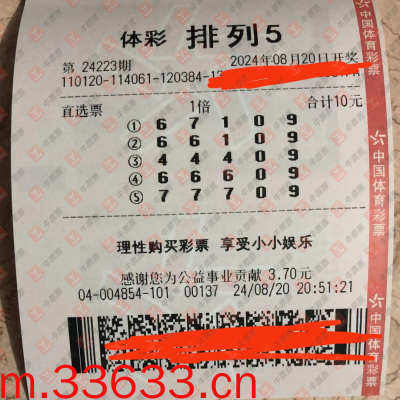 体彩 排列5
第 24223期 2024年08月20日开奖
110120-114061-120384-1
直选票 1倍 合计10元
① 6 7 1 0 9
② 6 6 1 0 9
③ 4 4 4 0 9
④ 6 6 6 0 9
⑤ 7 7 7 0 9
理性购买彩票 享受小小娱乐
感谢您为公益事业贡献 3.70元
04-004854-101 00137 24/08/20 20:51:21
m.33633.cn
中国体育彩票
中国体育彩票
中国体育彩票